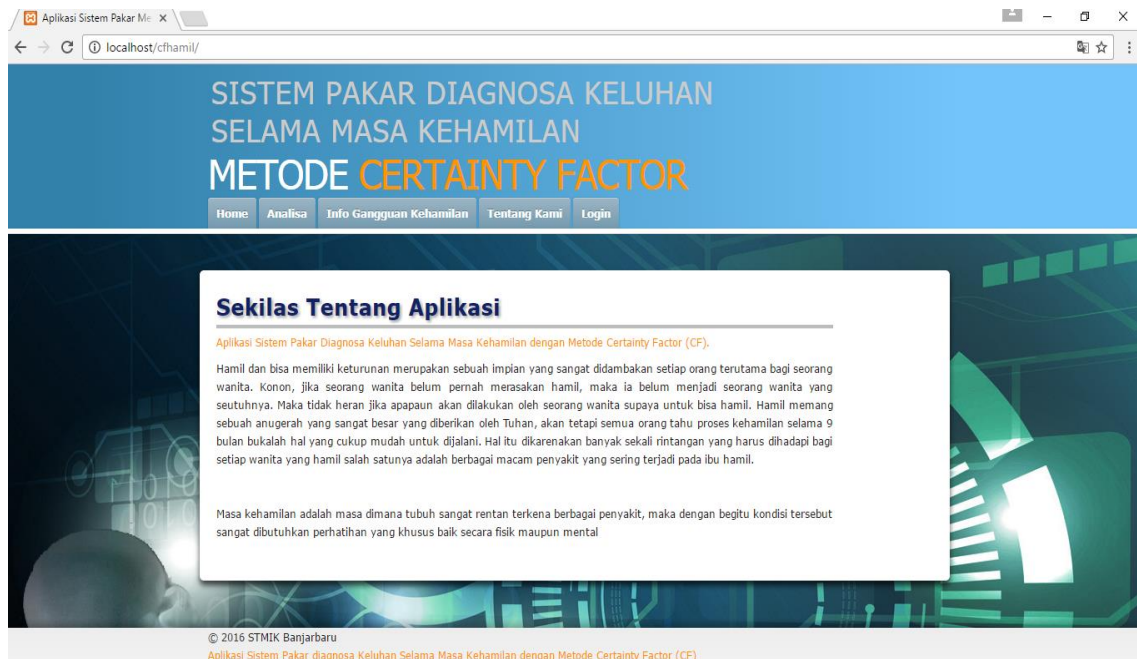 Aplikasi Sistem Pakar Me
localhost/cfhamil/
SISTEM PAKAR DIAGNOSA KELUHAN
SELAMA MASA KEHAMILAN
METODE CERTAINTY FACTOR
Home Analisa Info Gangguan Kehamilan Tentang Kami Login
Sekilas Tentang Aplikasi
Aplikasi Sistem Pakar Diagnosa Keluhan Selama Masa Kehamilan dengan Metode Certainty Factor (CF).
Hamil dan bisa memiliki keturunan merupakan sebuah impian yang sangat didambakan setiap orang terutama bagi seorang
wanita. Konon, jika seorang wanita belum pernah merasakan hamil, maka ia belum menjadi seorang wanita yang
seutuhnya. Maka tidak heran jika apapaun akan dilakukan oleh seorang wanita supaya untuk bisa hamil. Hamil memang
sebuah anugerah yang sangat besar yang diberikan oleh Tuhan, akan tetapi semua orang tahu proses kehamilan selama 9
bulan bukalah hal yang cukup mudah untuk dijalani. Hal itu dikarenakan banyak sekali rintangan yang harus dihadapi bagi
setiap wanita yang hamil salah satunya adalah berbagai macam penyakit yang sering terjadi pada ibu hamil.
Masa kehamilan adalah masa dimana tubuh sangat rentan terkena berbagai penyakit, maka dengan begitu kondisi tersebut
sangat dibutuhkan perhatihan yang khusus baik secara fisik maupun mental
© 2016 STMIK Banjarbaru
Aplikasi Sistem Pakar diagnosa Keluhan Selama Masa Kehamilan dengan Metode Certainty Factor (CF)